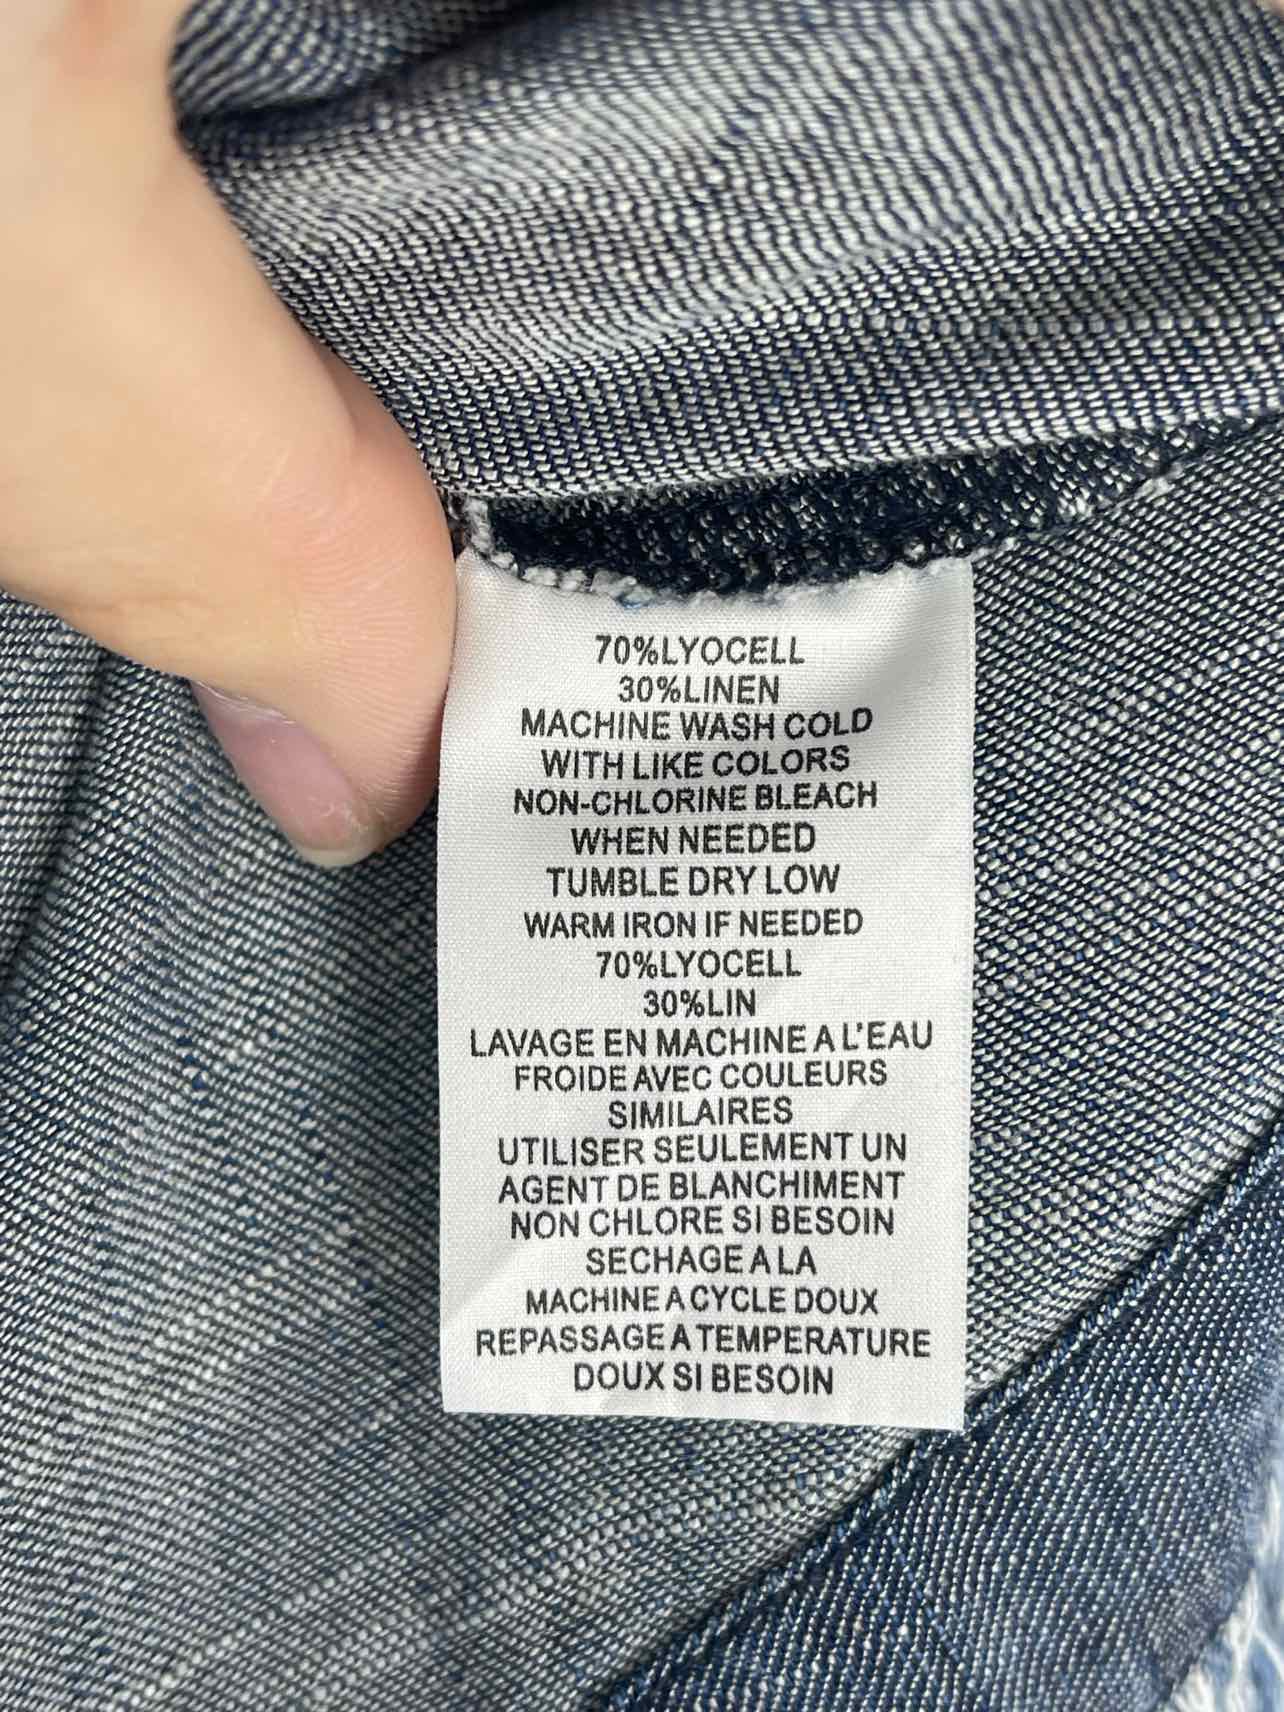 70%LYOCELL
30%LINEN
MACHINE WASH COLD
WITH LIKE COLORS
NON-CHLORINE BLEACH
WHEN NEEDED
TUMBLE DRY LOW
WARM IRON IF NEEDED
70%LYOCELL
30%LIN
LAVAGE EN MACHINE A L'EAU
FROIDE AVEC COULEURS
SIMILAIRES
UTILISER SEULEMENT UN
AGENT DE BLANCHIMENT
NON CHLORE SI BESOIN
SECHAGE A LA
MACHINE A CYCLE DOUX
REPASSAGE A TEMPERATURE
DOUX SI BESOIN